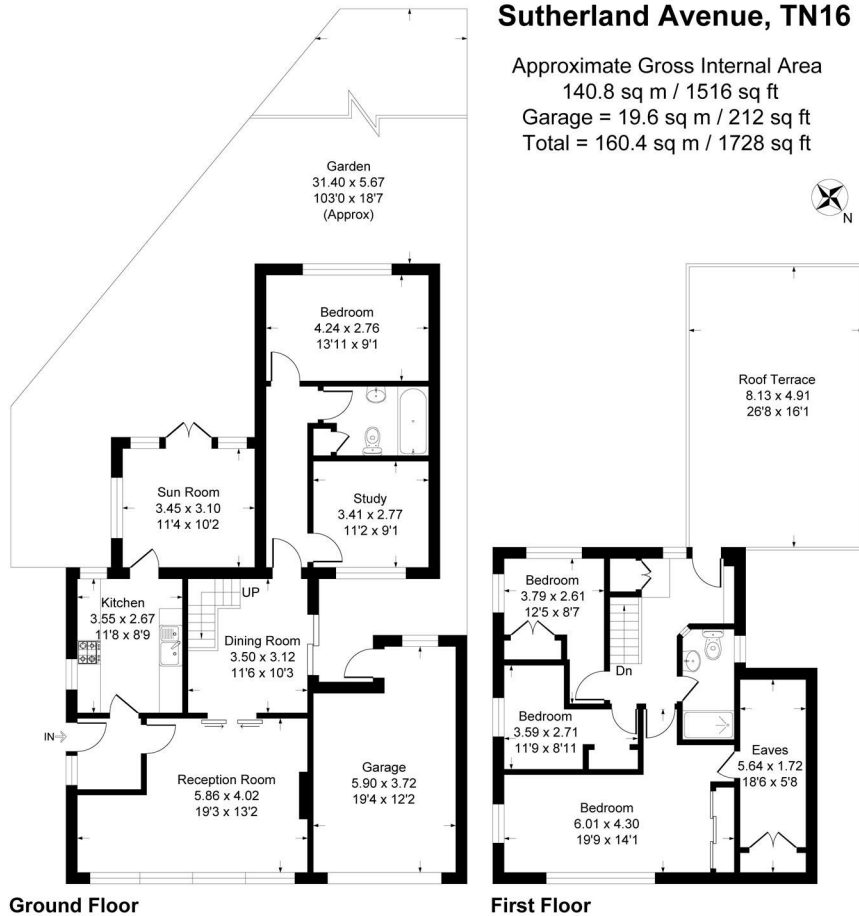 Sutherland Avenue, TN16
Approximate Gross Internal Area
140.8 sq m / 1516 sq ft
Garage = 19.6 sq m / 212 sq ft
Total = 160.4 sq m / 1728 sq ft
N
Garden
31.40 x 5.67
103'0 x 18'7
(Approx)
Bedroom
4.24 x 2.76
13'11 x 9'1
Sun Room
3.45 x 3.10
11'4 x 10'2
Study
3.41 x 2.77
11'2 x 9'1
Kitchen
3.55 x 2.67
11'8 x 8'9
UP
Dining Room
3.50 x 3.12
11'6 x 10'3
IN
Reception Room
5.86 x 4.02
19'3 x 13'2
Garage
5.90 x 3.72
19'4 x 12'2
Ground Floor
Roof Terrace
8.13 x 4.91
26'8 x 16'1
Bedroom
3.79 x 2.61
12'5 x 8'7
Dn
Bedroom
3.59 x 2.71
11'9 x 8'11
Eaves
5.64 x 1.72
18'6 x 5'8
Bedroom
6.01 x 4.30
19'9 x 14'1
First Floor